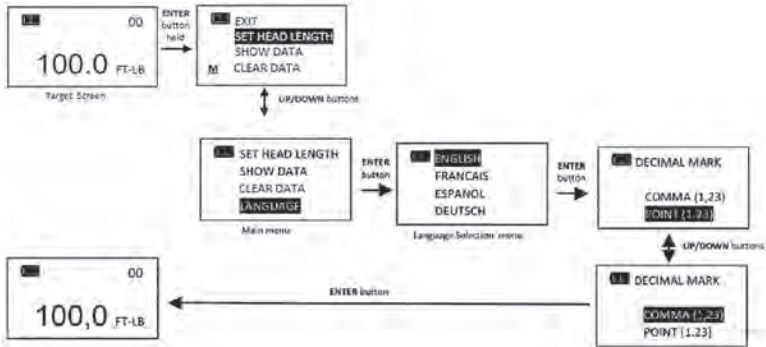 00
100.0 FT-LB
Target Screen
ENTER
button
held
EXIT
SET HEAD LENGTH
SHOW DATA
M CLEAR DATA
UP/DOWN buttons
SET HEAD LENGTH
SHOW DATA
CLEAR DATA
LANGUAGE
Main menu
ENTER
button
ENGLISH
FRANCAIS
ESPANOL
DEUTSCH
Language Selection menu
ENTER
button
DECIMAL MARK
COMMA (1,23)
POINT (1.23)
UP/DOWN buttons
DECIMAL MARK
COMMA (1,23)
POINT (1.23)
ENTER button
00
100,0 FT-LB